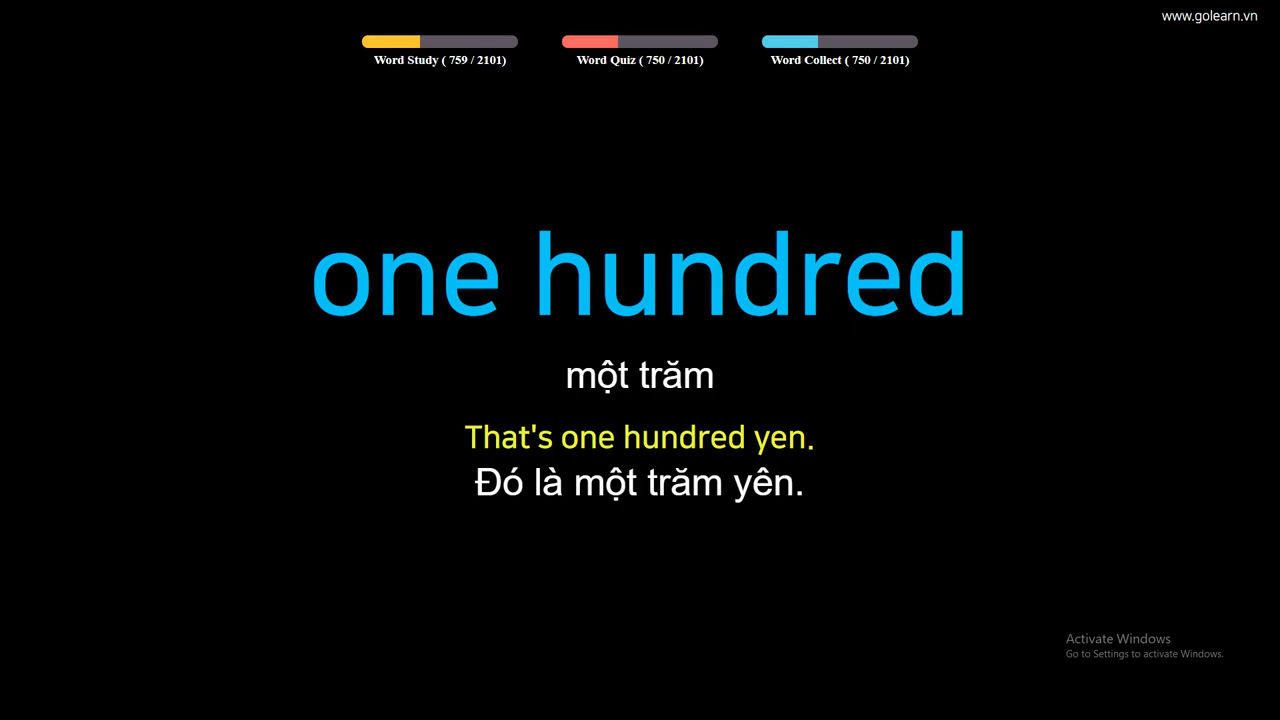 www.golearn.vn
Word Study ( 759 / 2101)
Word Quiz ( 750 / 2101)
Word Collect ( 750 / 2101)
one hundred
một trăm
That's one hundred yen.
Đó là một trăm yên.
Activate Windows
Go to Settings to activate Windows.